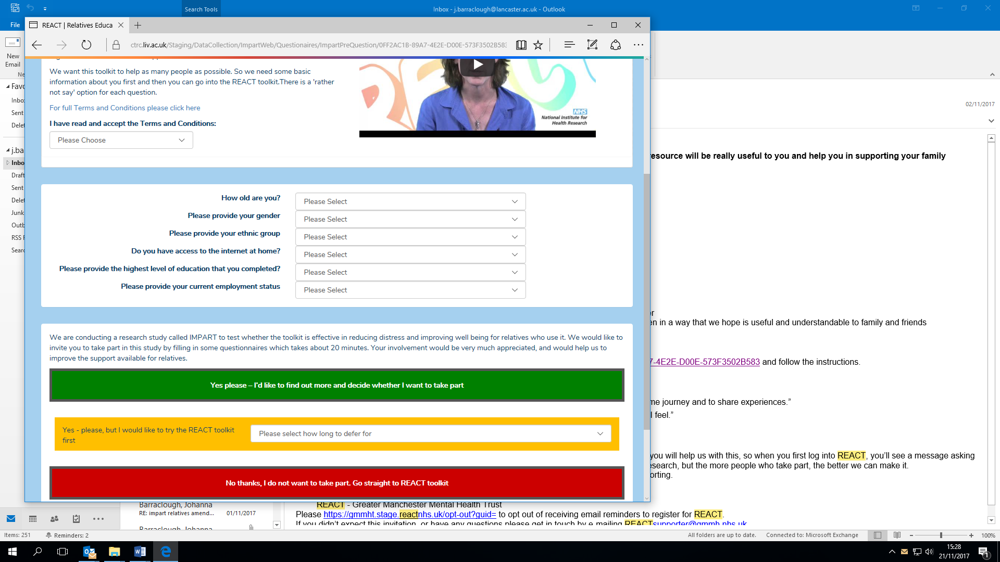 Search Tools
Inbox - j.barraclough@lancaster.ac.uk - Outlook
File
REACT | Relatives Educa
ctrc.liv.ac.uk/Staging/DataCollection/ImpartWeb/Questionaires/ImpartPreQuestion/0FF2AC1B-89A7-4E2E-D00E-573F3502B583
New
Email
Ne
Favo
Inbo
Sent
Delet
j.ba
Inbo
Draft
Sent
Delet
Junk
Outb
RSS F
Searc
We want this toolkit to help as many people as possible. So we need some basic
information about you first and then you can go into the REACT toolkit.There is a 'rather
not say' option for each question.
For full Terms and Conditions please click here
I have read and accept the Terms and Conditions:
Please Choose
NHS
National Institute for
Health Research
How old are you?
Please Select
Please provide your gender
Please Select
Please provide your ethnic group
Please Select
Do you have access to the internet at home?
Please Select
Please provide the highest level of education that you completed?
Please Select
Please provide your current employment status
Please Select
We are conducting a research study called IMPART to test whether the toolkit is effective in reducing distress and improving well being for relatives who use it. We would like to
invite you to take part in this study by filling in some questionnaires which takes about 20 minutes. Your involvement would be very much appreciated, and would help us to
improve the support available for relatives.
Yes please – I'd like to find out more and decide whether I want to take part
Yes - please, but I would like to try the REACT toolkit
first
Please select how long to defer for
No thanks, I do not want to take part. Go straight to REACT toolkit
02/11/2017
resource will be really useful to you and help you in supporting your family
er
en in a way that we hope is useful and understandable to family and friends
7-4E2E-D00E-573F3502B583 and follow the instructions.
me journey and to share experiences.”
I feel.”
you will help us with this, so when you first log into REACT, you’ll see a message asking
esearch, but the more people who take part, the better we can make it.
orting.
Barraclough, Johanna
RE: impart relatives amend... 01/11/2017
Barraclough, Johanna
REACT - Greater Manchester Mental Health Trust
Please https://gmmht.stage.reactnhs.uk/opt-out?guid= to opt out of receiving email reminders to register for REACT.
If you didn’t expect this invitation, or have any questions please get in touch by e-mailing REACTsupporter@gmmh.nhs.uk
Items: 251
Reminders: 2
All folders are up to date.
Connected to: Microsoft Exchange
100%
15:28
21/11/2017
1